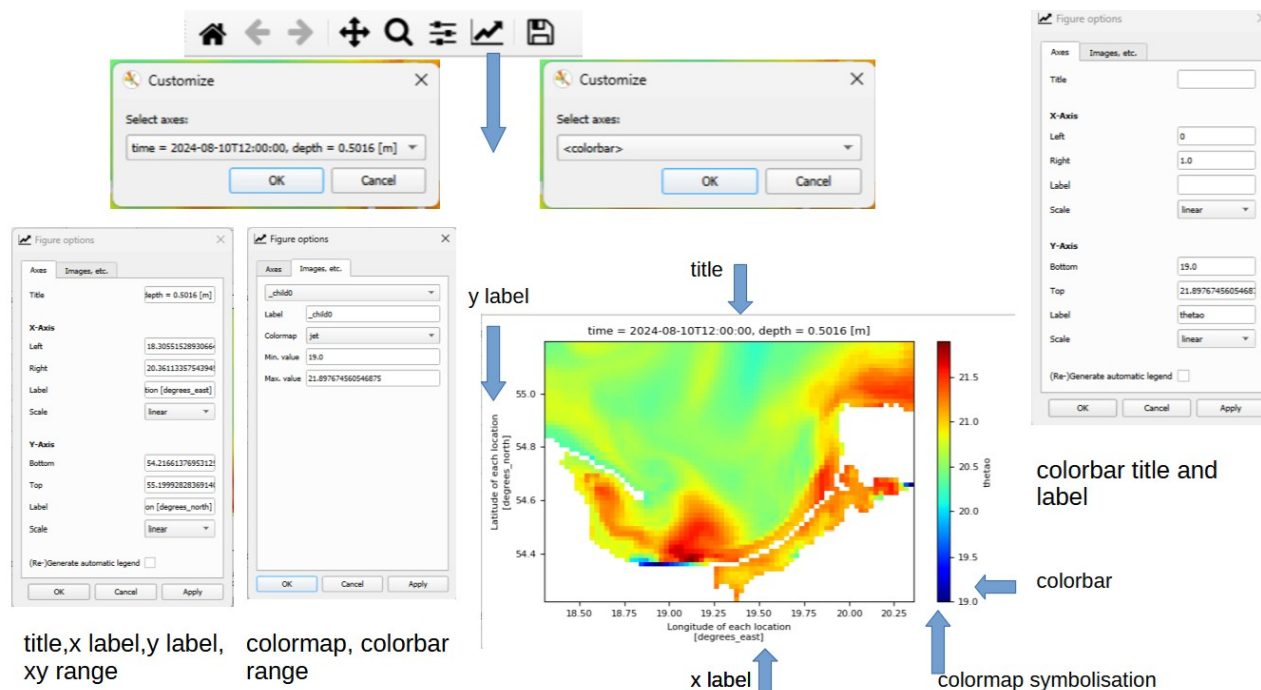 Customize
Select axes:
time = 2024-08-10T12:00:00, depth = 0.5016 [m]
OK
Cancel
Customize
Select axes:
<colorbar>
OK
Cancel
Figure options
Axes
Images, etc.
Title
X-Axis
Left
0
Right
1.0
Label
Scale
linear
Y-Axis
Bottom
19.0
Top
21.8976745605468
Label
thetao
Scale
linear
(Re-)Generate automatic legend
OK
Cancel
Apply
colorbar title and
label
Figure options
Axes
Images, etc.
Title
depth = 0.5016 [m]
X-Axis
Left
Right
Label
tion [degrees_east]
Scale
linear
Y-Axis
Bottom
Top
Label
on [degrees_north]
Scale
linear
(Re-)Generate automatic legend
OK
Cancel
Apply
title,x label,y label,
xy range
Figure options
Axes
Images, etc.
_child0
Label
_child0
Colormap
jet
Min. value
19.0
Max. value
21.897674560546875
OK
Cancel
Apply
colormap, colorbar
range
title
y label
time = 2024-08-10T12:00:00, depth = 0.5016 [m]
Latitude of each location
[degrees_north]
55.0
54.8
54.6
54.4
18.50 18.75 19.00 19.25 19.50 19.75 20.00 20.25
Longitude of each location
[degrees_east]
21.5
21.0
20.5
20.0
19.5
19.0
thetao
colorbar
x label
colormap symbolisation